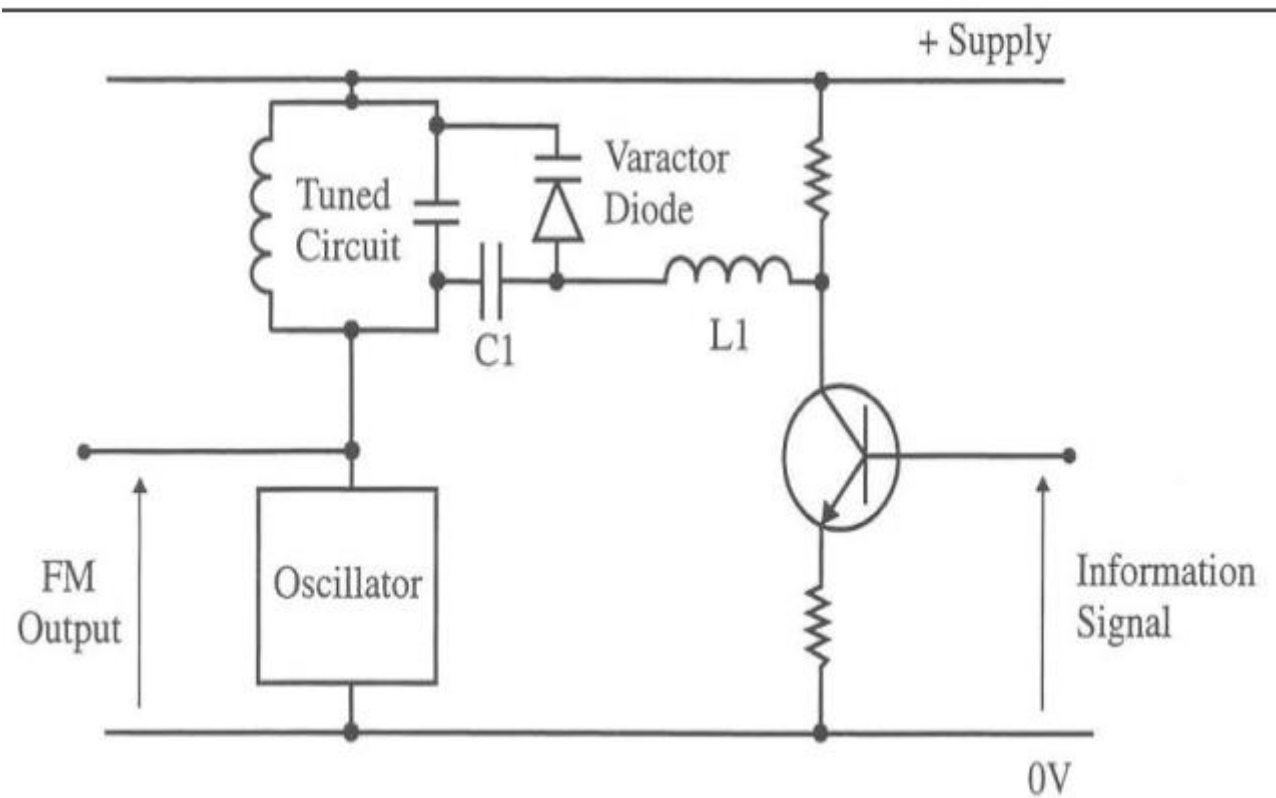 + Supply
Varactor
Diode
Tuned
Circuit
C1
L1
FM
Output
Oscillator
Information
Signal
0V